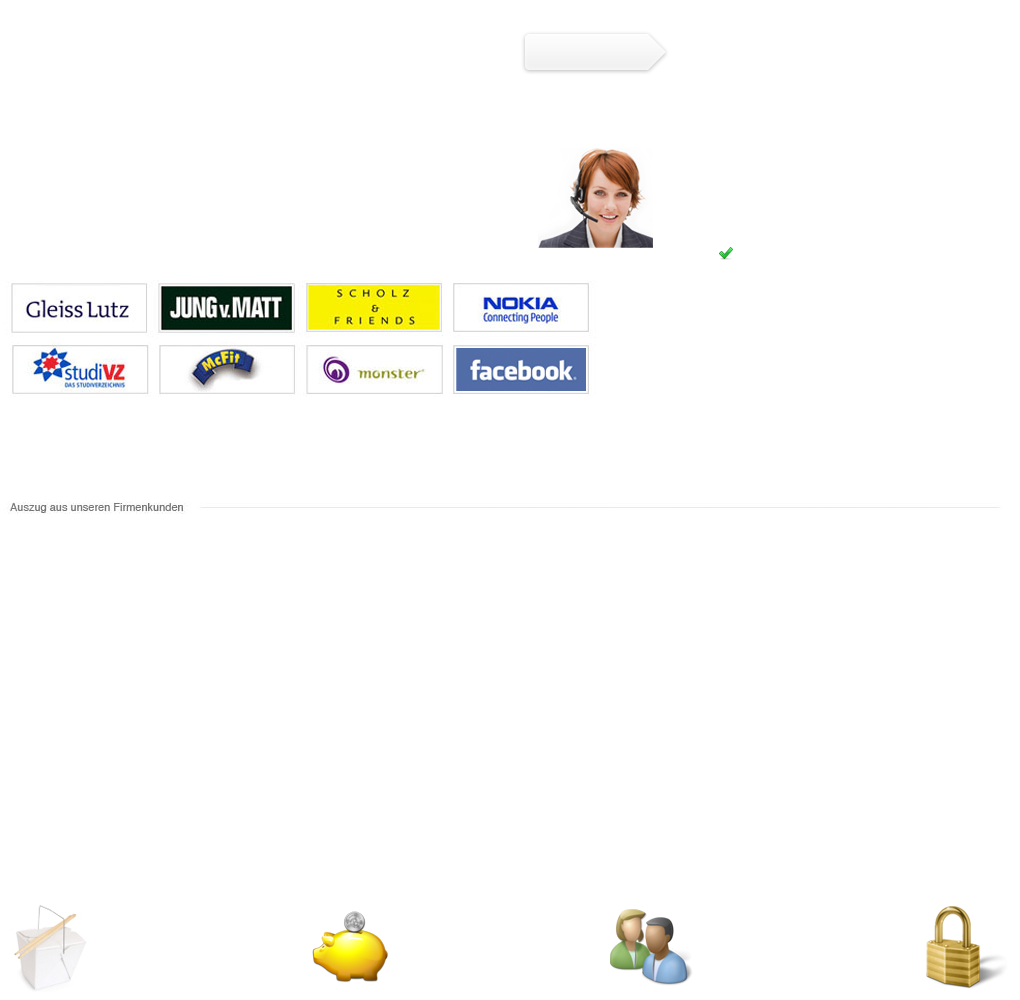 Gleiss Lutz
JUNG v. MATT
SCHOLZ
&
FRIENDS
NOKIA
Connecting People
studiVZ
DAS STUDIVERZEICHNIS
McFit
monster
facebook
Auszug aus unseren Firmenkunden